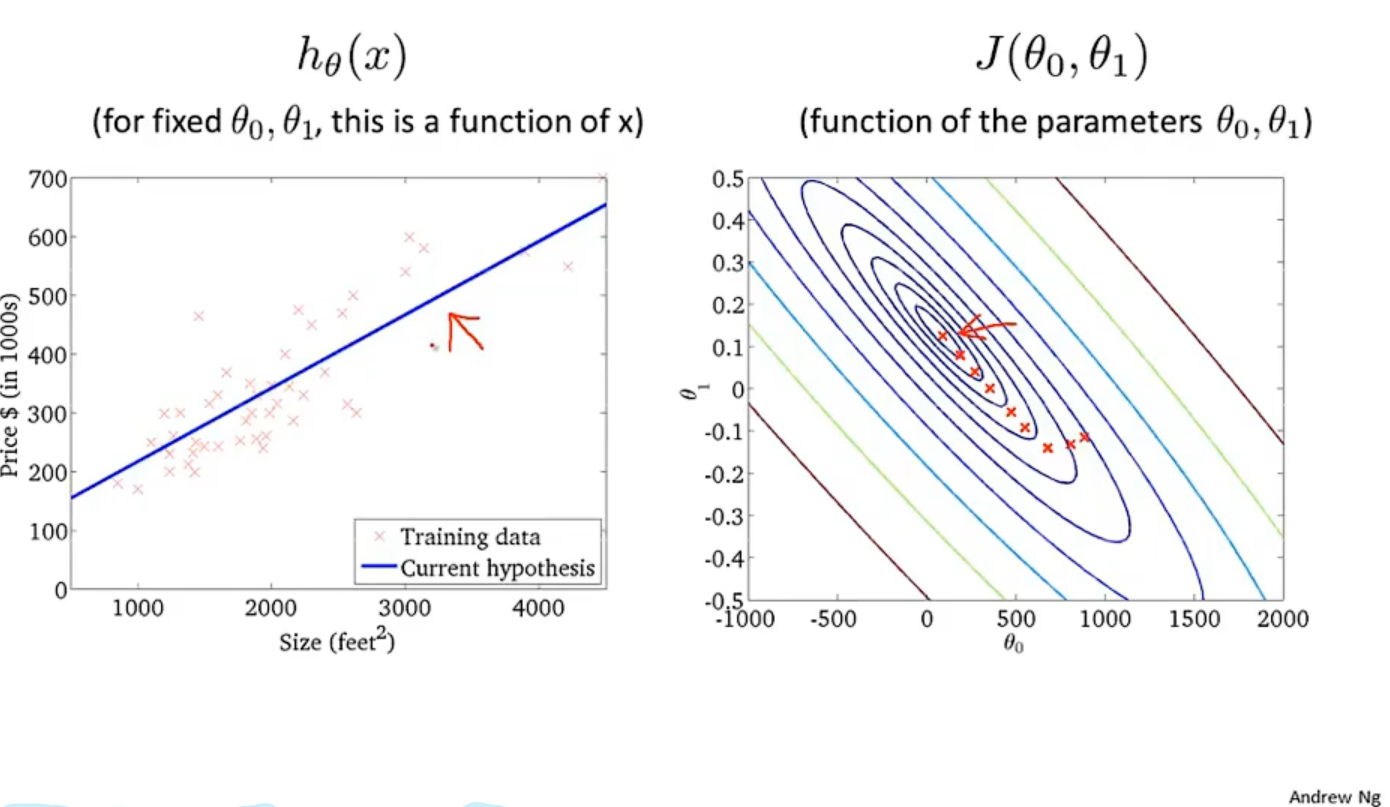 hθ(x)
(for fixed θ0, θ1, this is a function of x)
700
600
500
400
300
200
100
0
Price $ (in 1000s)
1000 2000 3000 4000
Size (feet2)
Training data
Current hypothesis
J(θ0, θ1)
(function of the parameters θ0, θ1)
0.5
0.4
0.3
0.2
0.1
0
-0.1
-0.2
-0.3
-0.4
-0.5
θ1
-1000 -500 0 500 1000 1500 2000
θ0
Andrew Ng